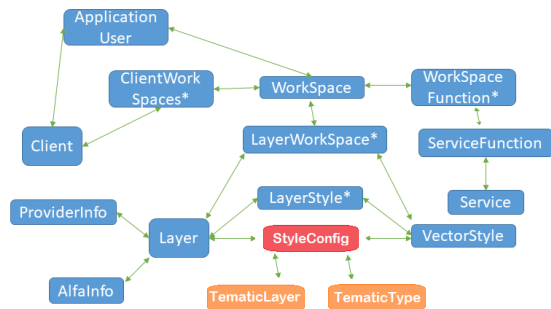 Application
User
ClientWork
Spaces*
WorkSpace
WorkSpace
Function*
Client
LayerWorkSpace*
ServiceFunction
LayerStyle*
Service
ProviderInfo
Layer
StyleConfig
VectorStyle
AlfaInfo
TematicLayer
TematicType